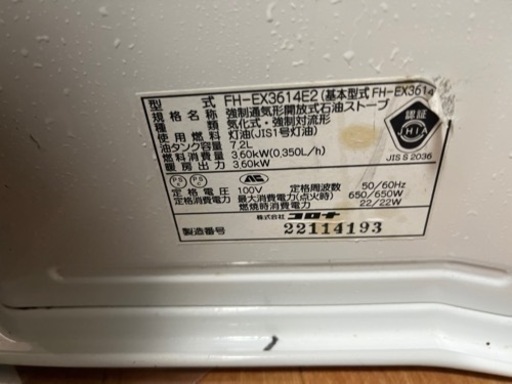 型式 FH-EX3614E2 (基本型式 FH-EX3614
規格名称 強制通気形開放式石油ストーブ
種類 気化式・強制対流形
使用燃料 灯油(JIS1号灯油)
油タンク容量 7.2L
燃料消費量 3.60kW(0.350L/h)
暖房出力 3.60kW
認証
JIS S 2036
定格電圧 100V 定格周波数 50/60Hz
定格消費電力 最大消費電力(点火時) 650/650W
燃焼時消費電力 22/22W
株式会社 コロナ
製造番号 22114193